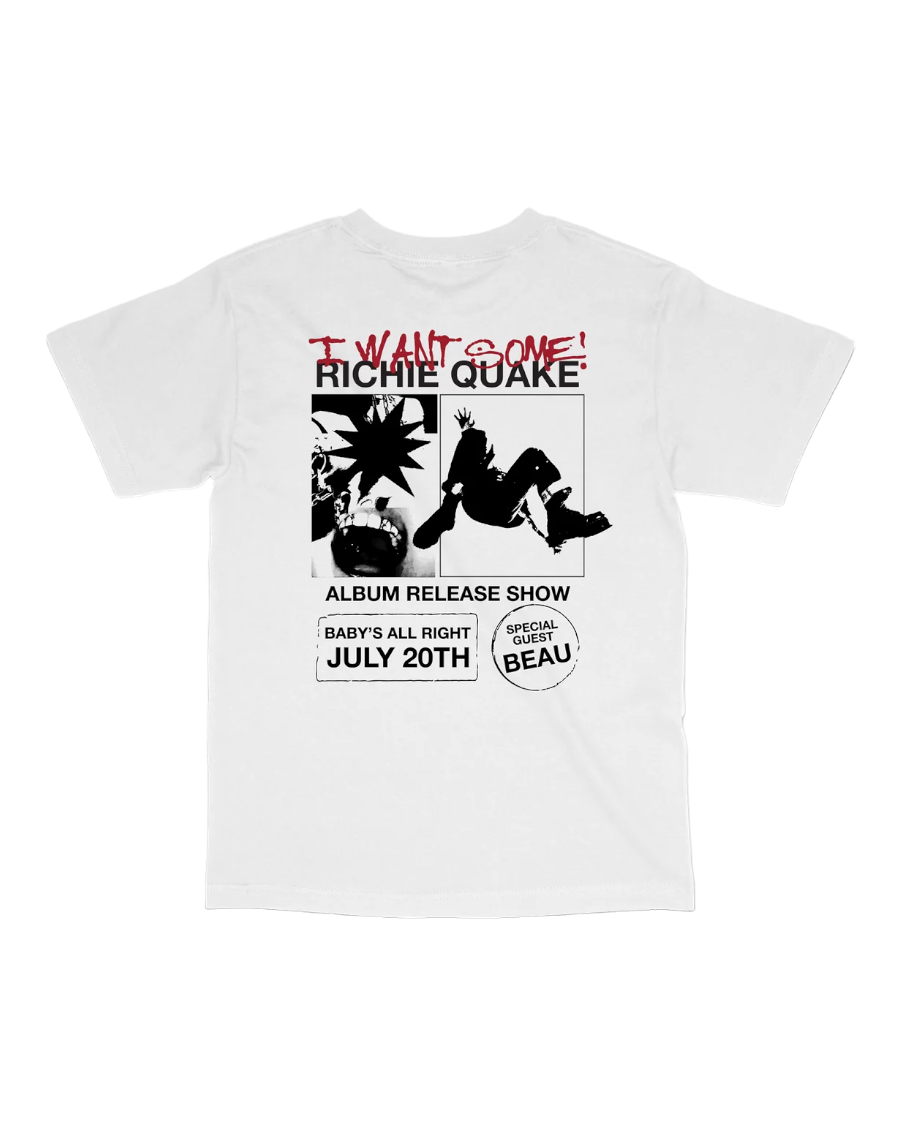 I WANT SOME!
RICHIE QUAKE
ALBUM RELEASE SHOW
BABY'S ALL RIGHT
JULY 20TH
SPECIAL
GUEST
BEAU